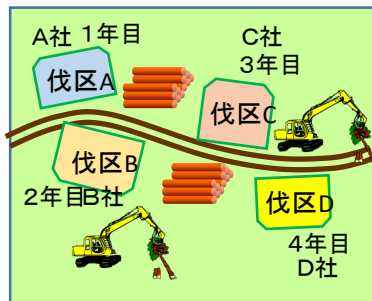 A社 1年目
伐区A
C社
3年目
伐区C
伐区B
2年目B社
伐区D
4年目
D社